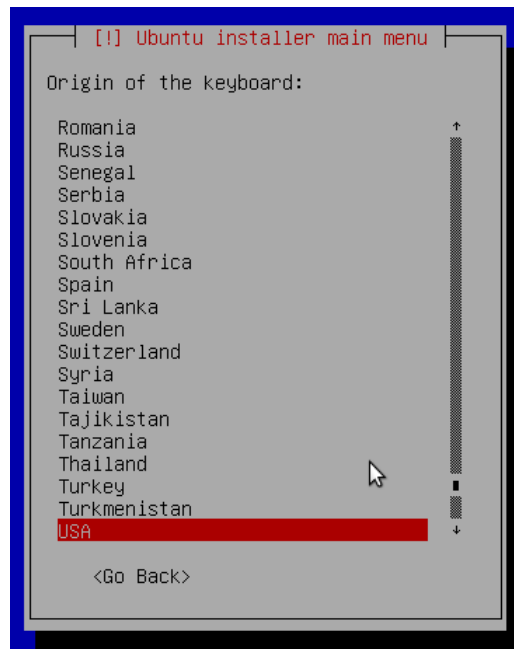 [!] Ubuntu installer main menu
Origin of the keyboard:
Romania
Russia
Senegal
Serbia
Slovakia
Slovenia
South Africa
Spain
Sri Lanka
Sweden
Switzerland
Syria
Taiwan
Tajikistan
Tanzania
Thailand
Turkey
Turkmenistan
USA
<Go Back>